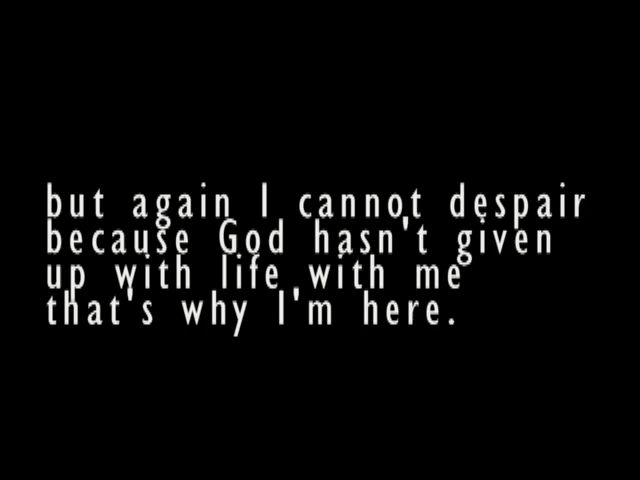 but again I cannot despair
because God hasn't given
up with life with me
that's why I'm here.